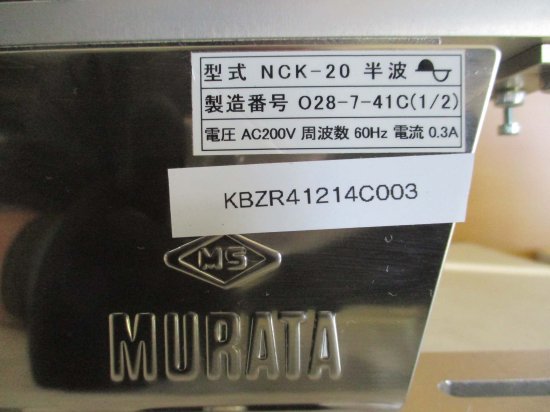 型式 NCK-20 半波
製造番号 O28-7-41C(1/2)
電圧 AC200V 周波数 60Hz 電流 0.3A
KBZR41214C003
MS
MURATA